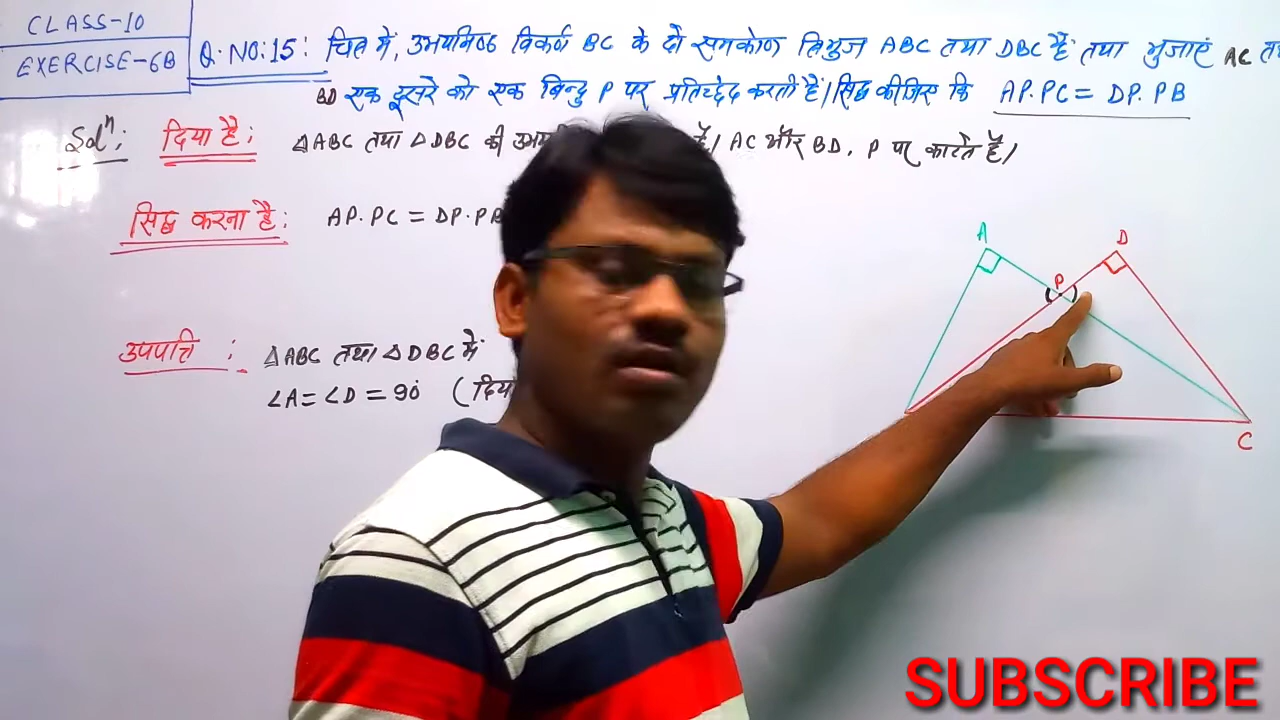 CLASS-10
EXERCISE-6B
Q.NO:15: चित्र में, उभयनिष्ठ विकर्ण BC के दो समकोण त्रिभुज ABC तथा DBC हैं तथा भुजाएं AC
BD एक दूसरे को एक बिन्दु P पर प्रतिच्छेद करती हैं। सिद्ध कीजिए कि AP.PC = DP.PB
Solⁿ: दिया है: △ABC तथा △DBC की है। AC और BD, P पर काटते हैं।
सिद्ध करना है: AP.PC = DP.PB
A
D
P
उपपत्ति : △ABC तथा △DBC में
∠A = ∠D = 90° (दिया
C
SUBSCRIBE